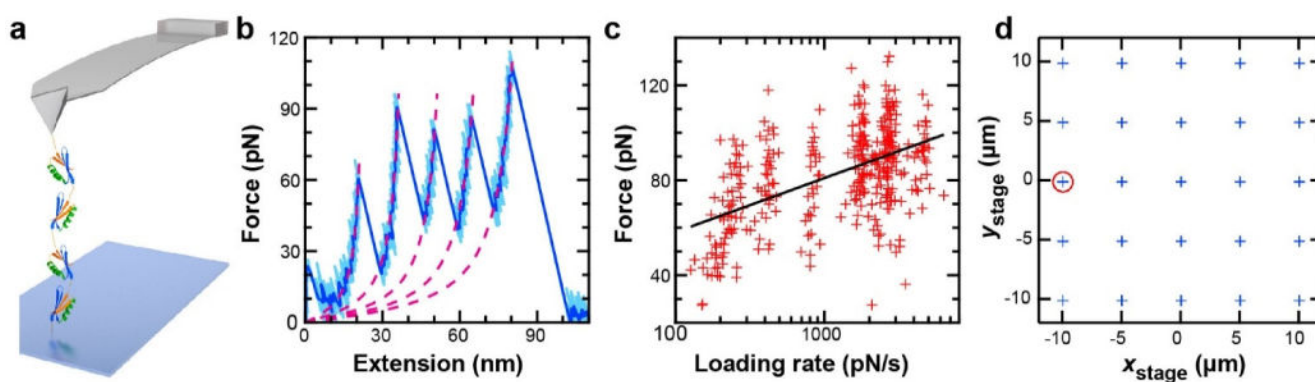 a
b
120
90
60
30
0
Force (pN)
0
30
60
90
Extension (nm)
c
120
80
40
Force (pN)
100
1000
Loading rate (pN/s)
d
10
5
0
-5
-10
ystage (µm)
-10
-5
0
5
10
xstage (µm)